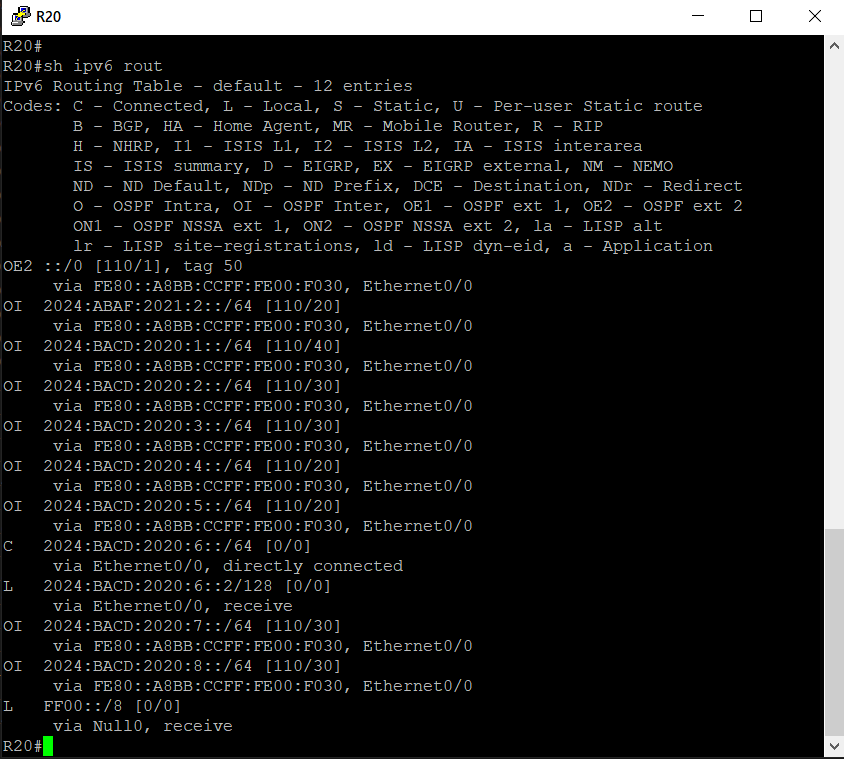 R20
R20#
R20#sh ipv6 rout
IPv6 Routing Table - default - 12 entries
Codes: C - Connected, L - Local, S - Static, U - Per-user Static route
       B - BGP, HA - Home Agent, MR - Mobile Router, R - RIP
       H - NHRP, I1 - ISIS L1, I2 - ISIS L2, IA - ISIS interarea
       IS - ISIS summary, D - EIGRP, EX - EIGRP external, NM - NEMO
       ND - ND Default, NDp - ND Prefix, DCE - Destination, NDr - Redirect
       O - OSPF Intra, OI - OSPF Inter, OE1 - OSPF ext 1, OE2 - OSPF ext 2
       ON1 - OSPF NSSA ext 1, ON2 - OSPF NSSA ext 2, la - LISP alt
       lr - LISP site-registrations, ld - LISP dyn-eid, a - Application
OE2 ::/0 [110/1], tag 50
     via FE80::A8BB:CCFF:FE00:F030, Ethernet0/0
OI  2024:ABAF:2021:2::/64 [110/20]
     via FE80::A8BB:CCFF:FE00:F030, Ethernet0/0
OI  2024:BACD:2020:1::/64 [110/40]
     via FE80::A8BB:CCFF:FE00:F030, Ethernet0/0
OI  2024:BACD:2020:2::/64 [110/30]
     via FE80::A8BB:CCFF:FE00:F030, Ethernet0/0
OI  2024:BACD:2020:3::/64 [110/30]
     via FE80::A8BB:CCFF:FE00:F030, Ethernet0/0
OI  2024:BACD:2020:4::/64 [110/20]
     via FE80::A8BB:CCFF:FE00:F030, Ethernet0/0
OI  2024:BACD:2020:5::/64 [110/20]
     via FE80::A8BB:CCFF:FE00:F030, Ethernet0/0
C   2024:BACD:2020:6::/64 [0/0]
     via Ethernet0/0, directly connected
L   2024:BACD:2020:6::2/128 [0/0]
     via Ethernet0/0, receive
OI  2024:BACD:2020:7::/64 [110/30]
     via FE80::A8BB:CCFF:FE00:F030, Ethernet0/0
OI  2024:BACD:2020:8::/64 [110/30]
     via FE80::A8BB:CCFF:FE00:F030, Ethernet0/0
L   FF00::/8 [0/0]
     via Null0, receive
R20#